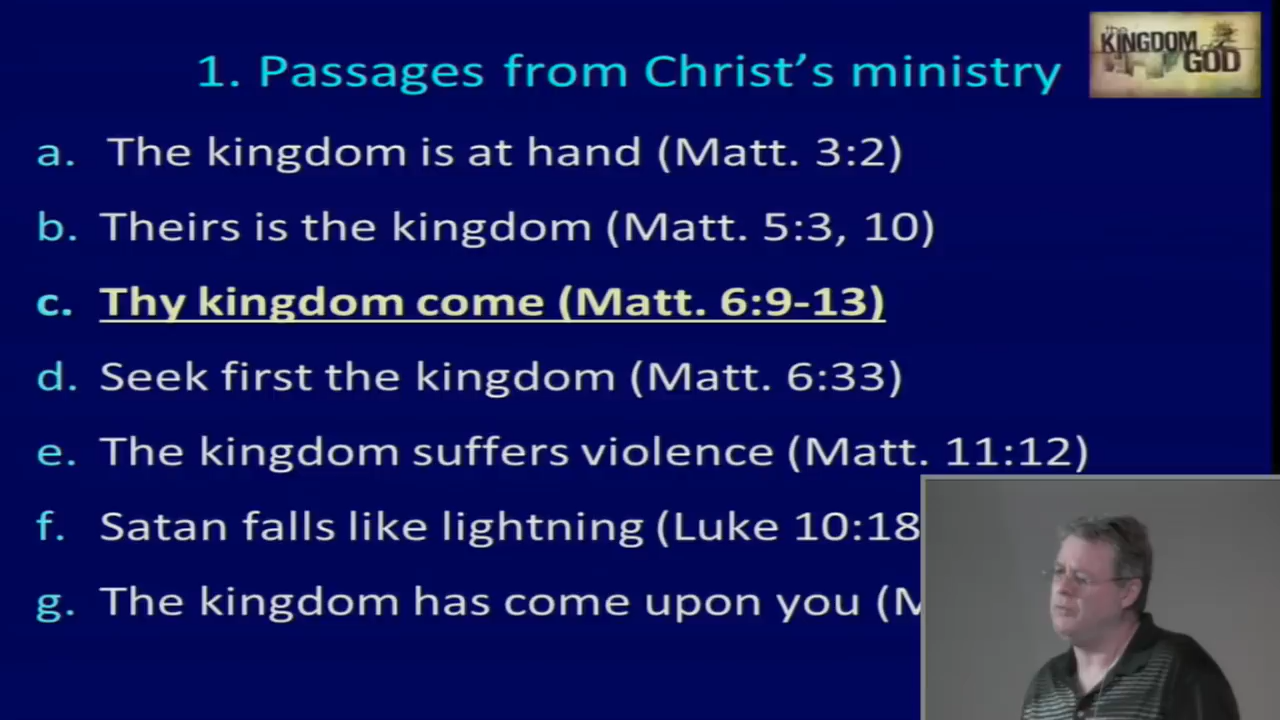 1. Passages from Christ's ministry
the
KINGDOM
of GOD
a. The kingdom is at hand (Matt. 3:2)
b. Theirs is the kingdom (Matt. 5:3, 10)
c. Thy kingdom come (Matt. 6:9-13)
d. Seek first the kingdom (Matt. 6:33)
e. The kingdom suffers violence (Matt. 11:12)
f. Satan falls like lightning (Luke 10:18
g. The kingdom has come upon you (M